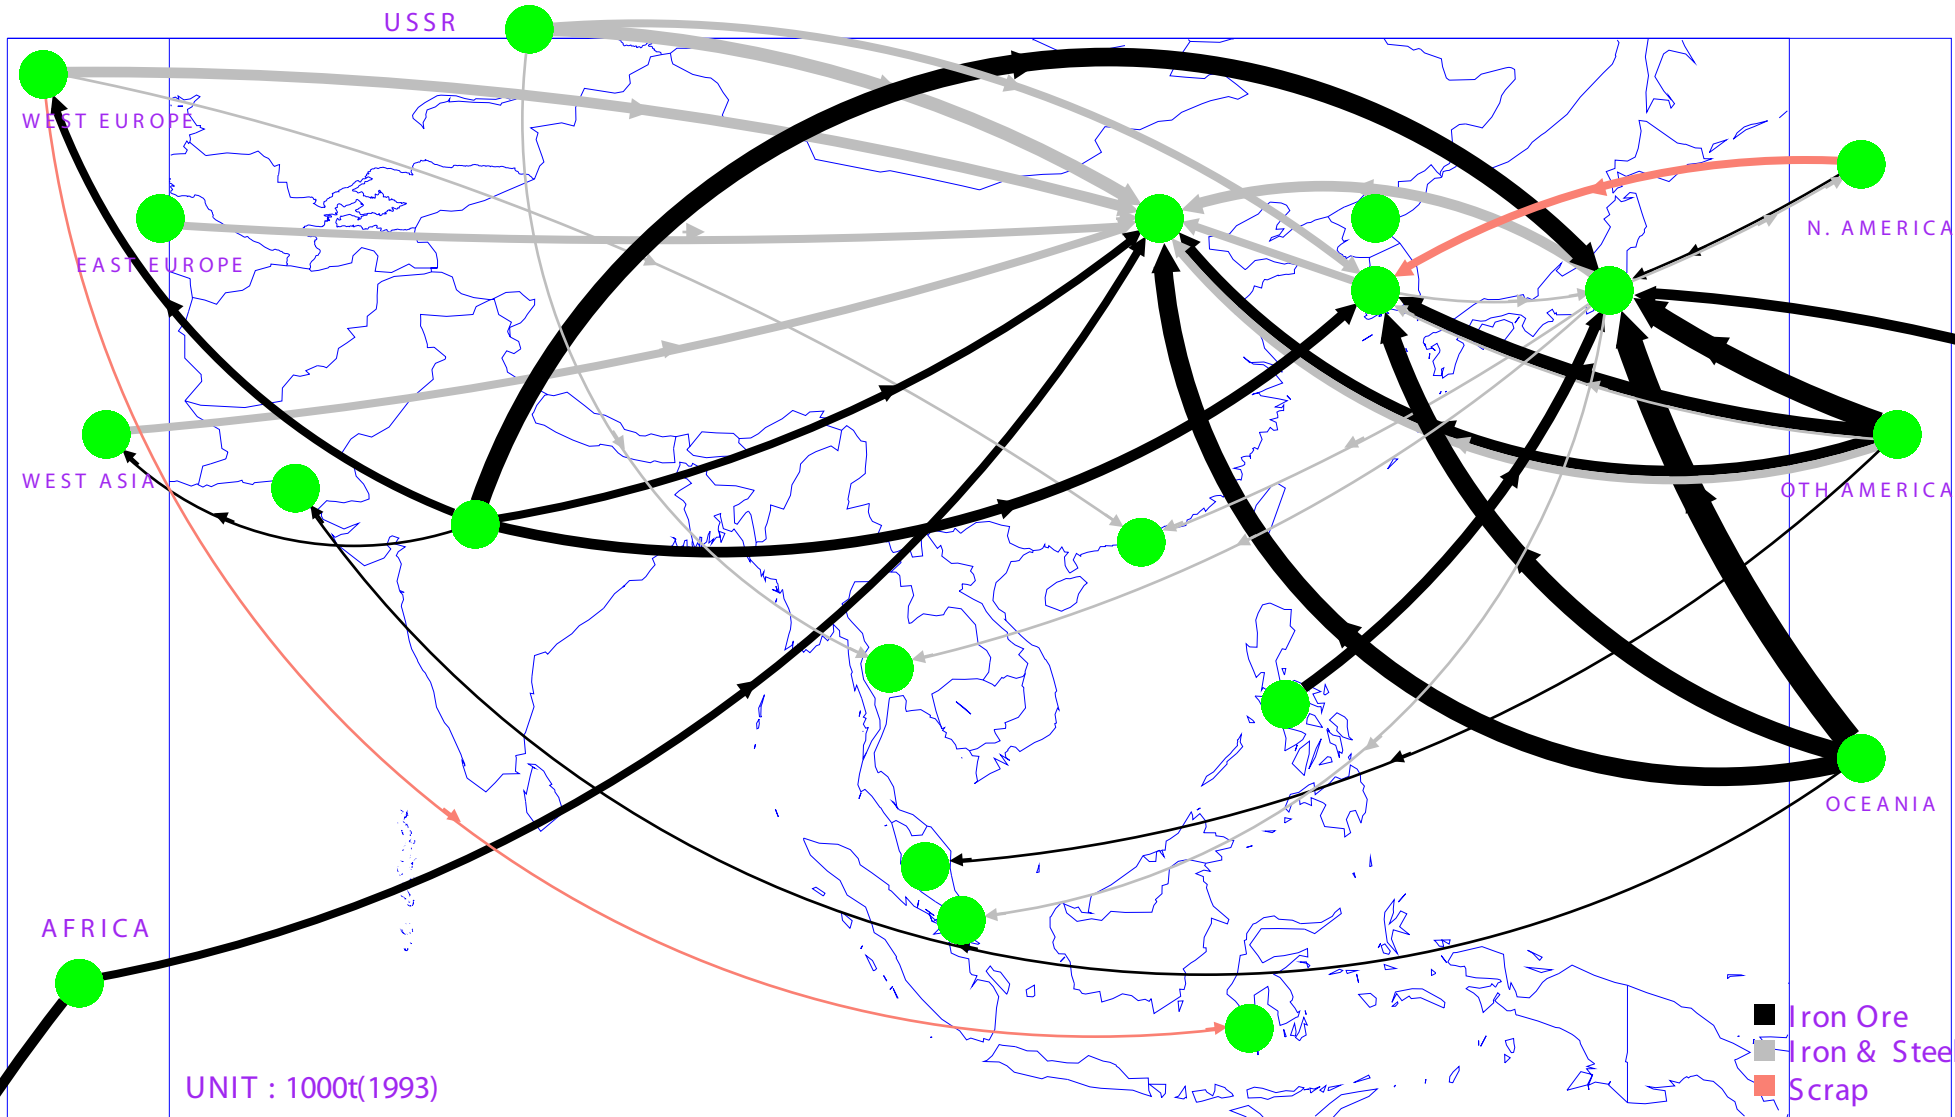 USSR
WEST EUROPE
N. AMERICA
EAST EUROPE
WEST ASIA
OTH AMERICA
OCEANIA
AFRICA
Iron Ore
Iron & Steel
Scrap
UNIT : 1000t(1993)